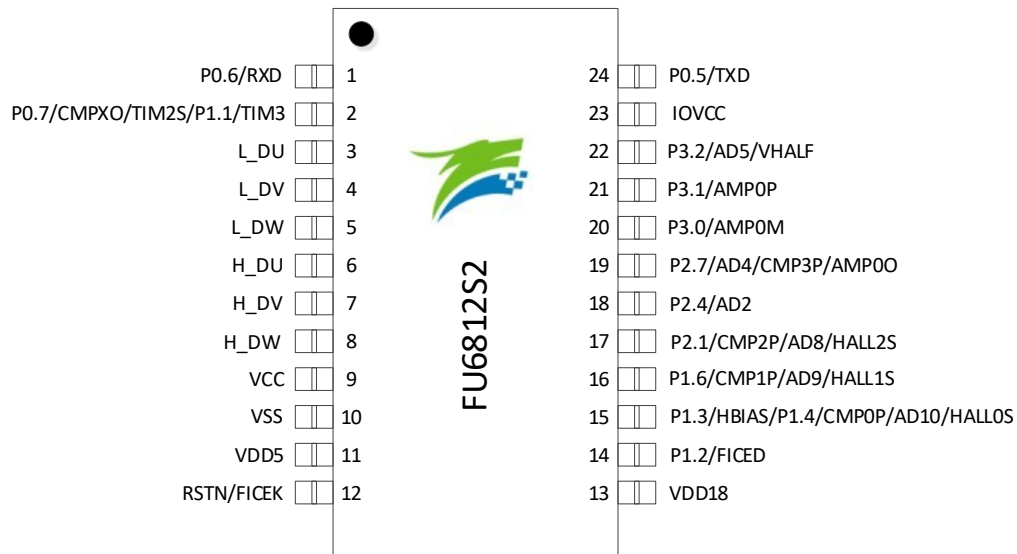 P0.6/RXD 1 24 P0.5/TXD
P0.7/CMPXO/TIM2S/P1.1/TIM3 2 23 IOVCC
L_DU 3 22 P3.2/AD5/VHALF
L_DV 4 21 P3.1/AMP0P
L_DW 5 20 P3.0/AMP0M
H_DU 6 19 P2.7/AD4/CMP3P/AMP0O
H_DV 7 18 P2.4/AD2
H_DW 8 17 P2.1/CMP2P/AD8/HALL2S
VCC 9 16 P1.6/CMP1P/AD9/HALL1S
VSS 10 15 P1.3/HBIAS/P1.4/CMP0P/AD10/HALL0S
VDD5 11 14 P1.2/FICED
RSTN/FICEK 12 13 VDD18
FU6812S2